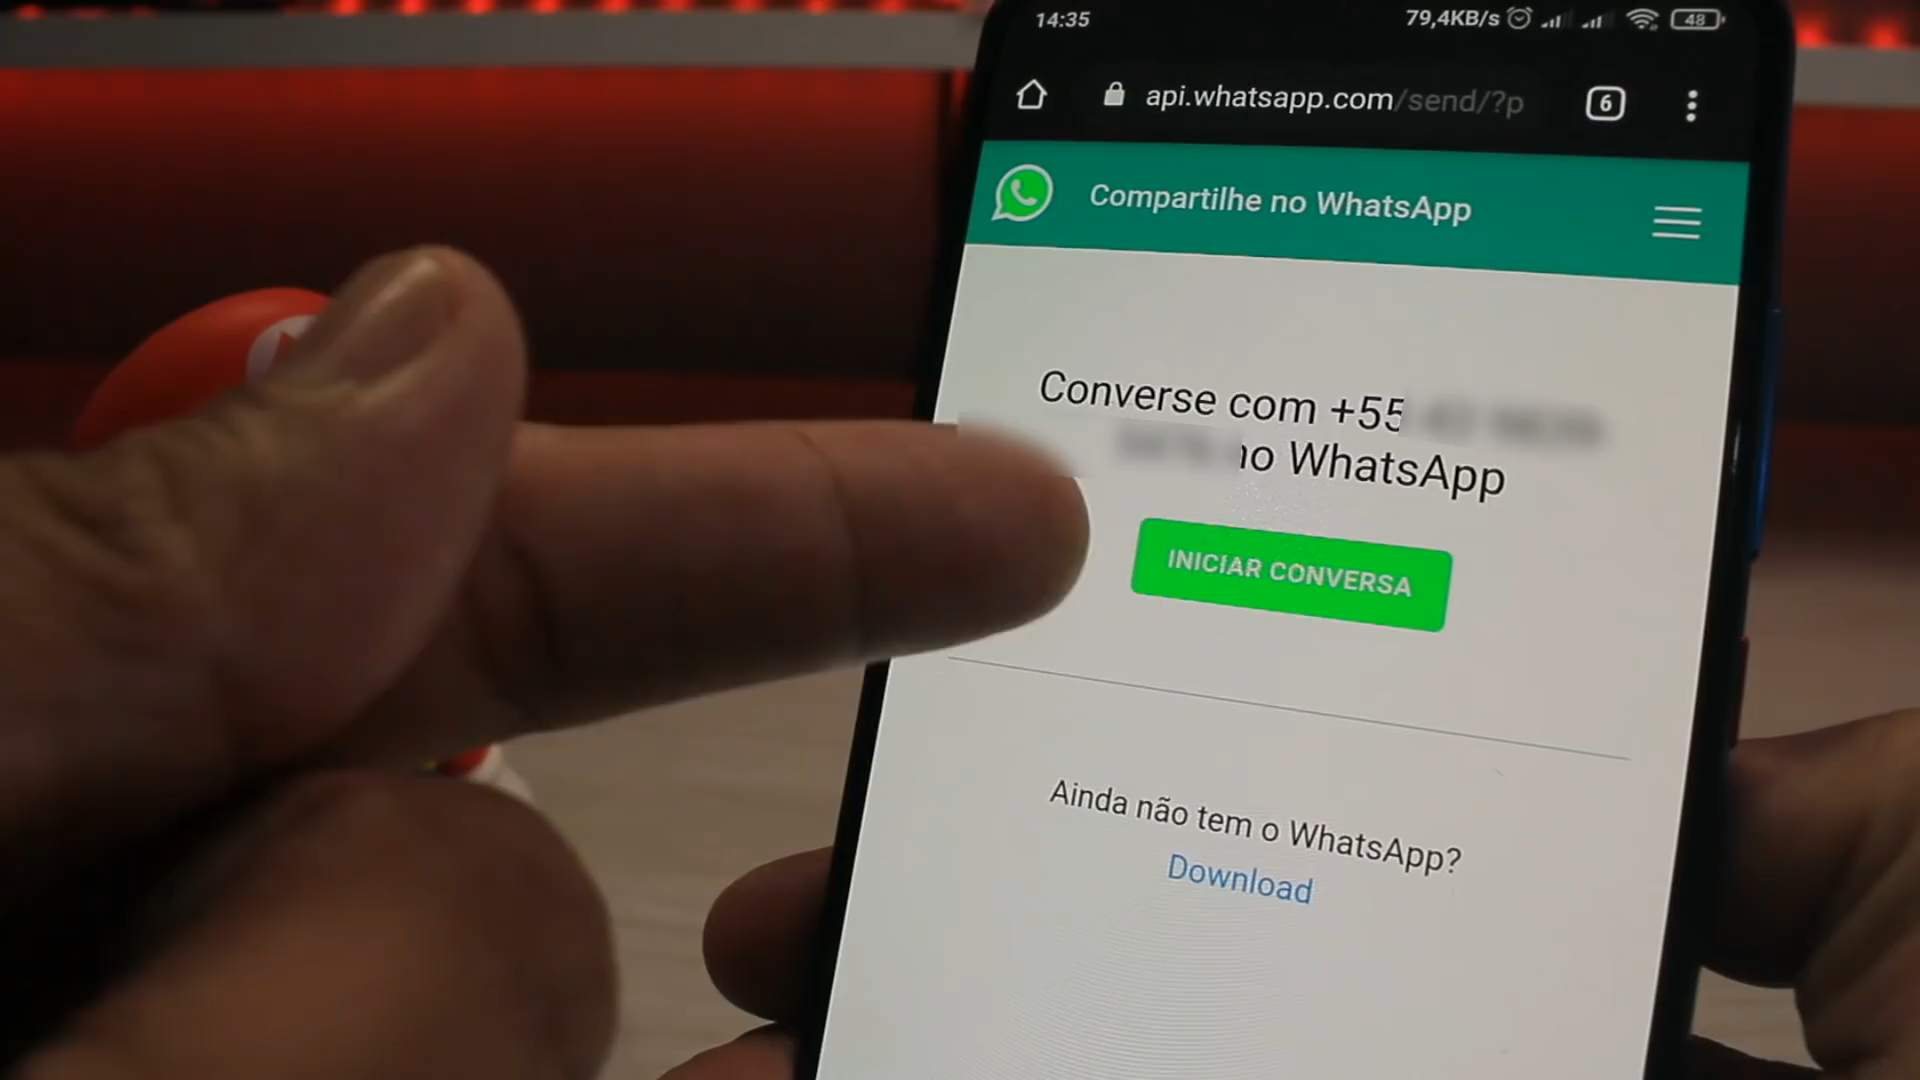 14:35
79,4KB/s
48
api.whatsapp.com/send/?p
6
Compartilhe no WhatsApp
Converse com +55
no WhatsApp
INICIAR CONVERSA
Ainda não tem o WhatsApp?
Download